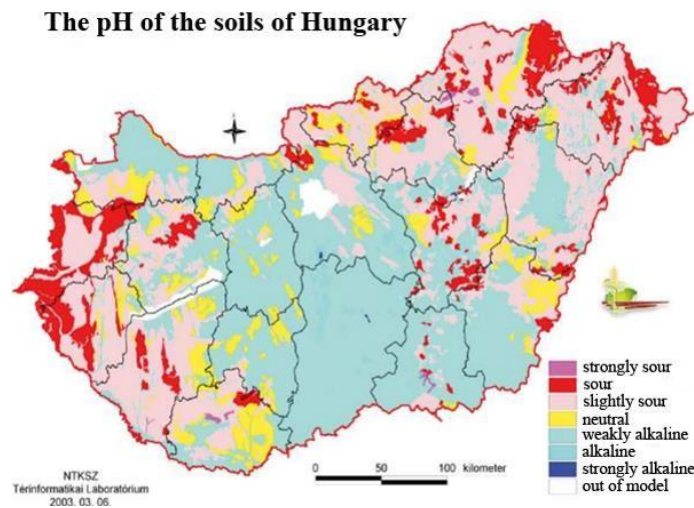 The pH of the soils of Hungary
strongly sour
sour
slightly sour
neutral
weakly alkaline
alkaline
strongly alkaline
out of model
0 50 100 kilometer
NTKSZ
Térinformatikai Laboratórium
2003. 03. 06.